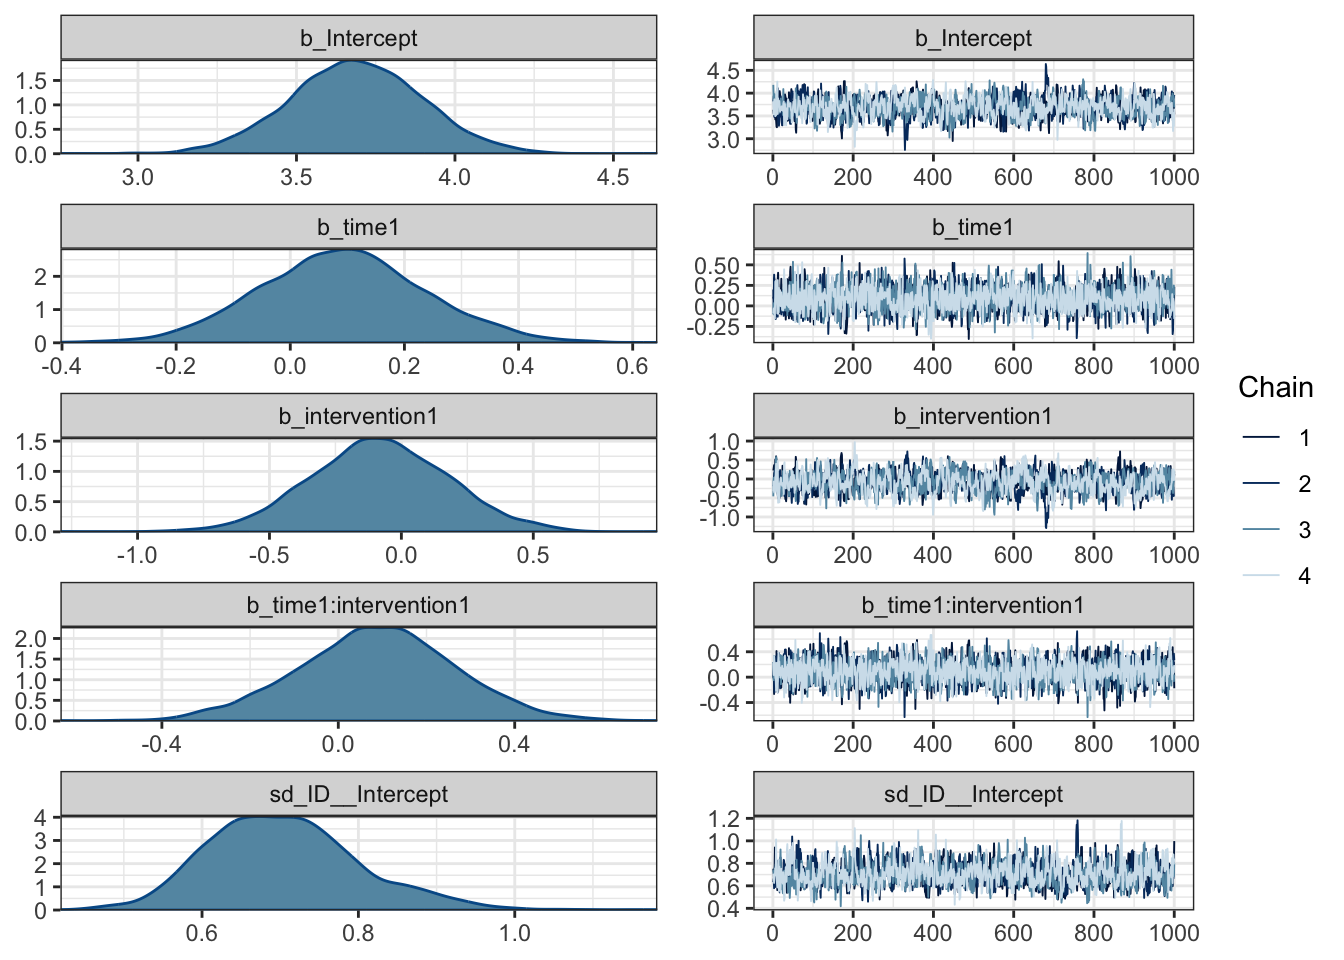 b_Intercept
1.5
1.0
0.5
0.0
3.0 3.5 4.0 4.5
b_Intercept
4.5
4.0
3.5
3.0
0 200 400 600 800 1000
b_time1
2
1
0
-0.4 -0.2 0.0 0.2 0.4 0.6
b_time1
0.50
0.25
0.00
-0.25
0 200 400 600 800 1000
b_intervention1
1.5
1.0
0.5
0.0
-1.0 -0.5 0.0 0.5
b_intervention1
1.0
0.5
0.0
-0.5
-1.0
0 200 400 600 800 1000
b_time1:intervention1
2.0
1.5
1.0
0.5
0.0
-0.4 0.0 0.4
b_time1:intervention1
0.4
0.0
-0.4
0 200 400 600 800 1000
sd_ID__Intercept
4
3
2
1
0
0.6 0.8 1.0
sd_ID__Intercept
1.2
1.0
0.8
0.6
0.4
0 200 400 600 800 1000
Chain
1
2
3
4